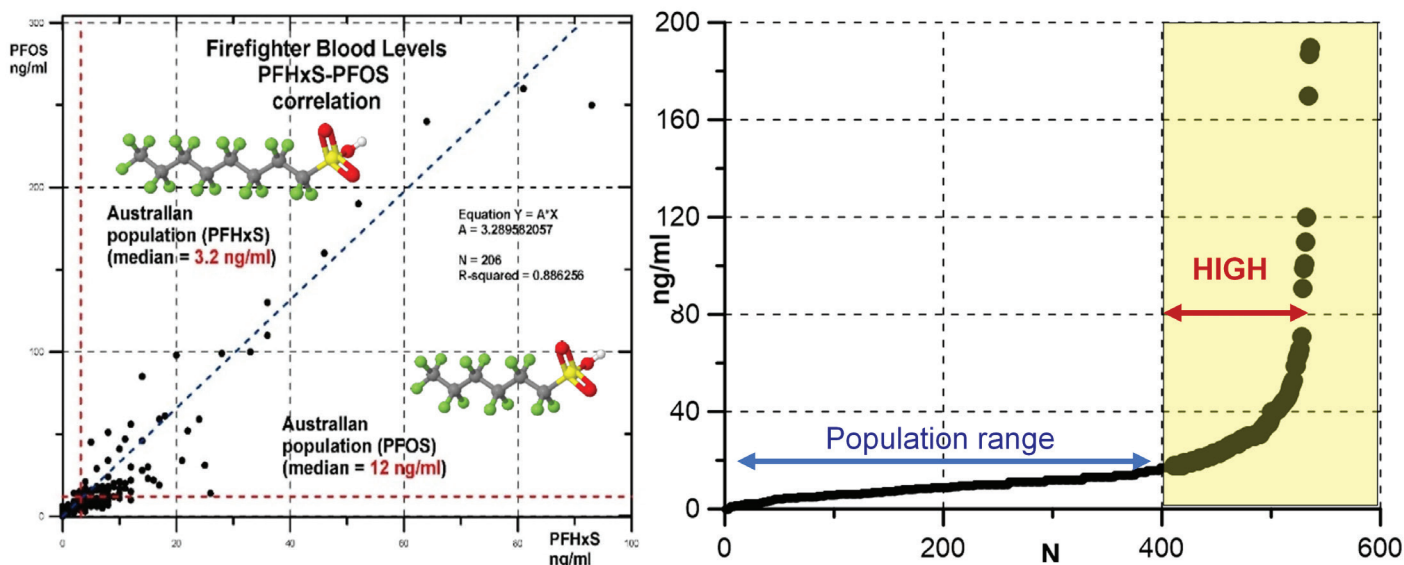 300
PFOS
ng/ml
Firefighter Blood Levels
PFHxS-PFOS
correlation
200
Australlan
population (PFHxS)
(median = 3.2 ng/ml)
Equation Y = A*X
A = 3.289582057
N = 206
R-squared = 0.886256
100
Australlan
population (PFOS)
(median = 12 ng/ml)
0
0
20
40
60
80
100
PFHxS
ng/ml
200
160
120
ng/ml
80
40
0
HIGH
Population range
0
200
N
400
600